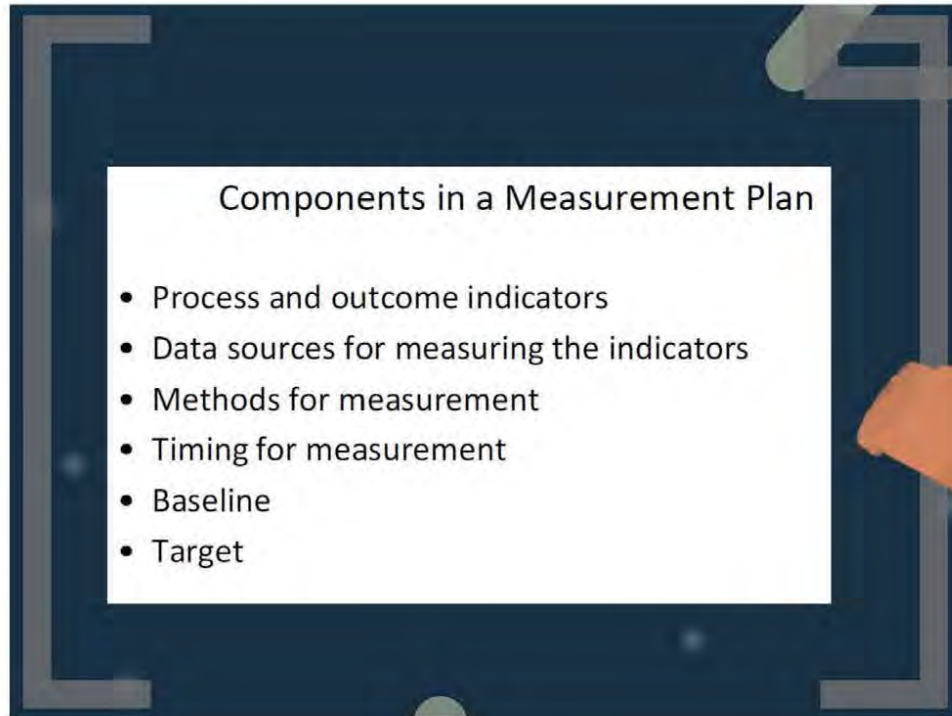 Components in a Measurement Plan
• Process and outcome indicators
• Data sources for measuring the indicators
• Methods for measurement
• Timing for measurement
• Baseline
• Target